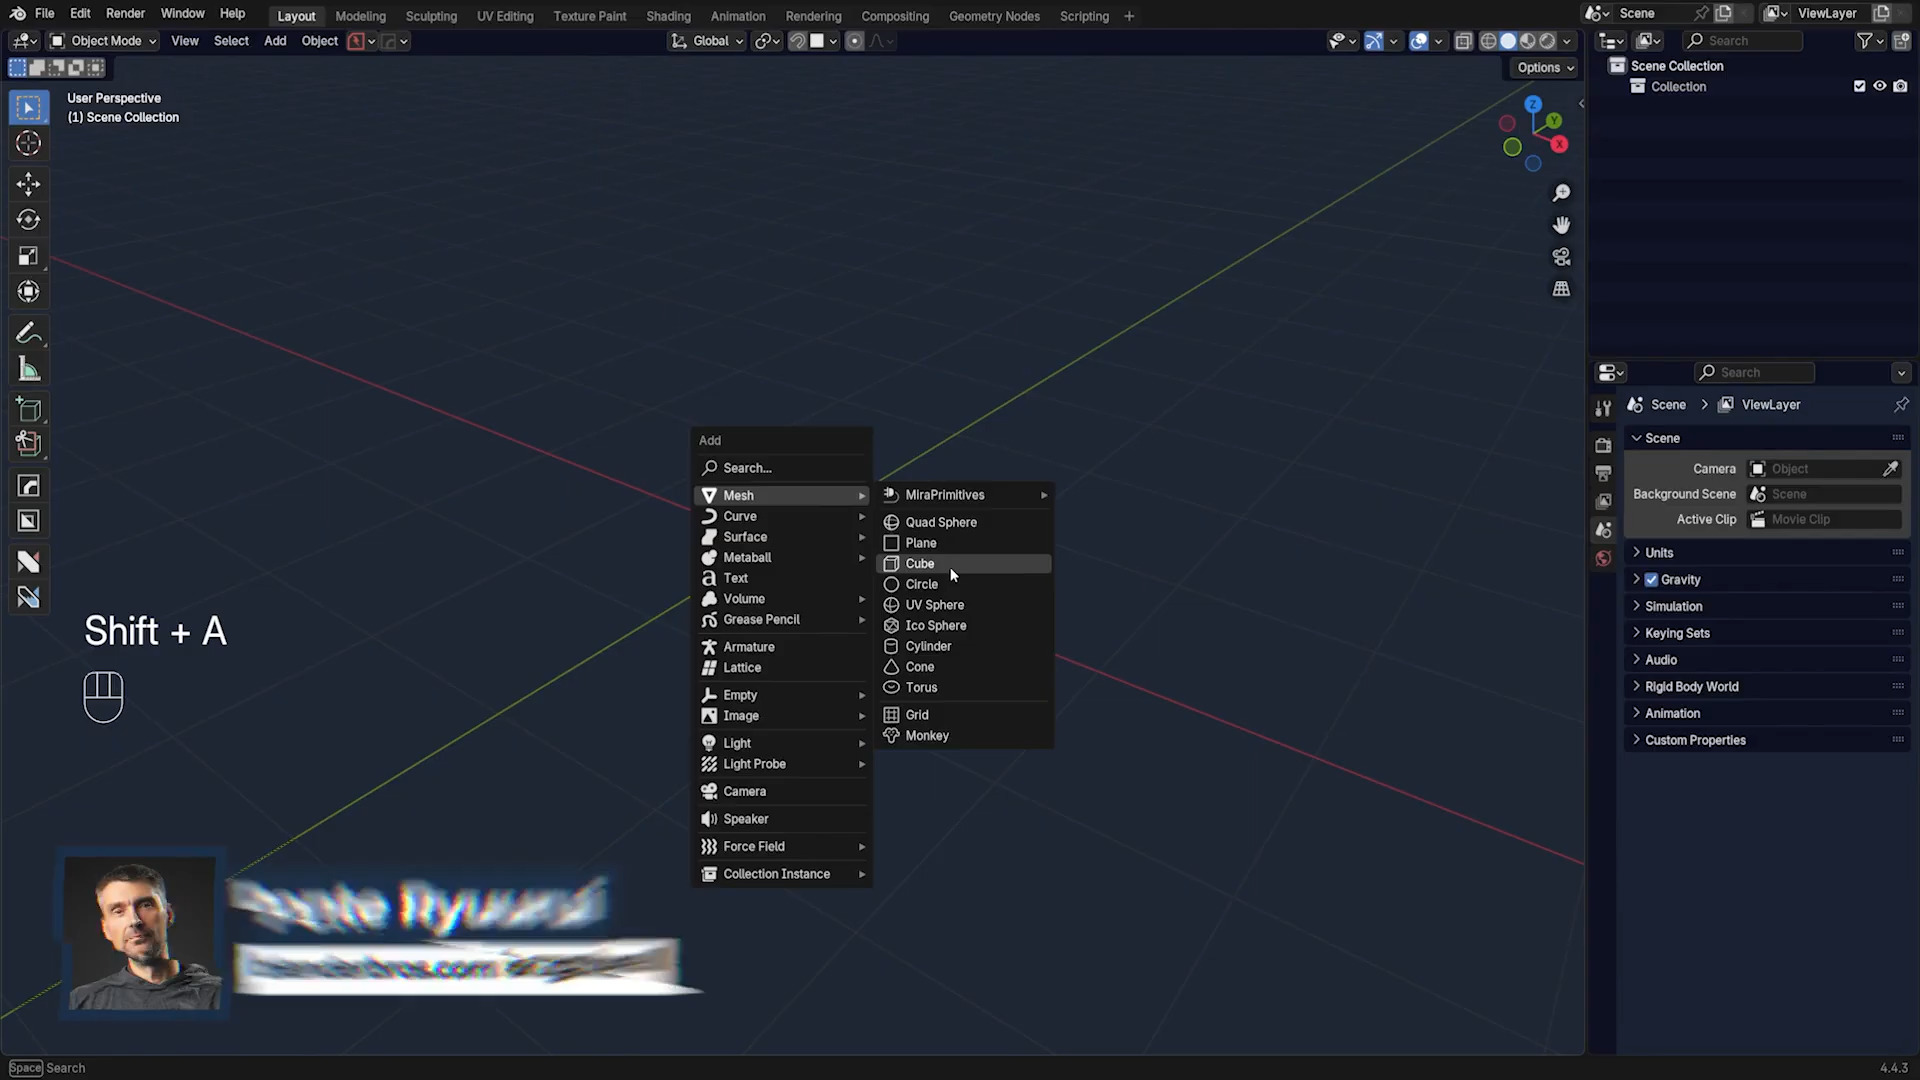 File Edit Render Window Help Layout Modeling Sculpting UV Editing Texture Paint Shading Animation Rendering Compositing Geometry Nodes Scripting Scene ViewLayer
Object Mode View Select Add Object Global Search
Options
User Perspective
(1) Scene Collection
Z
Y
X
Scene Collection
Collection
Search
Scene ViewLayer
Scene
Camera Object
Background Scene Scene
Active Clip Movie Clip
Units
Gravity
Simulation
Keying Sets
Audio
Rigid Body World
Animation
Custom Properties
Add
Search...
Mesh
Curve
Surface
Metaball
Text
Volume
Grease Pencil
Armature
Lattice
Empty
Image
Light
Light Probe
Camera
Speaker
Force Field
Collection Instance
MiraPrimitives
Quad Sphere
Plane
Cube
Circle
UV Sphere
Ico Sphere
Cylinder
Cone
Torus
Grid
Monkey
Shift + A
Space Search
4.4.3